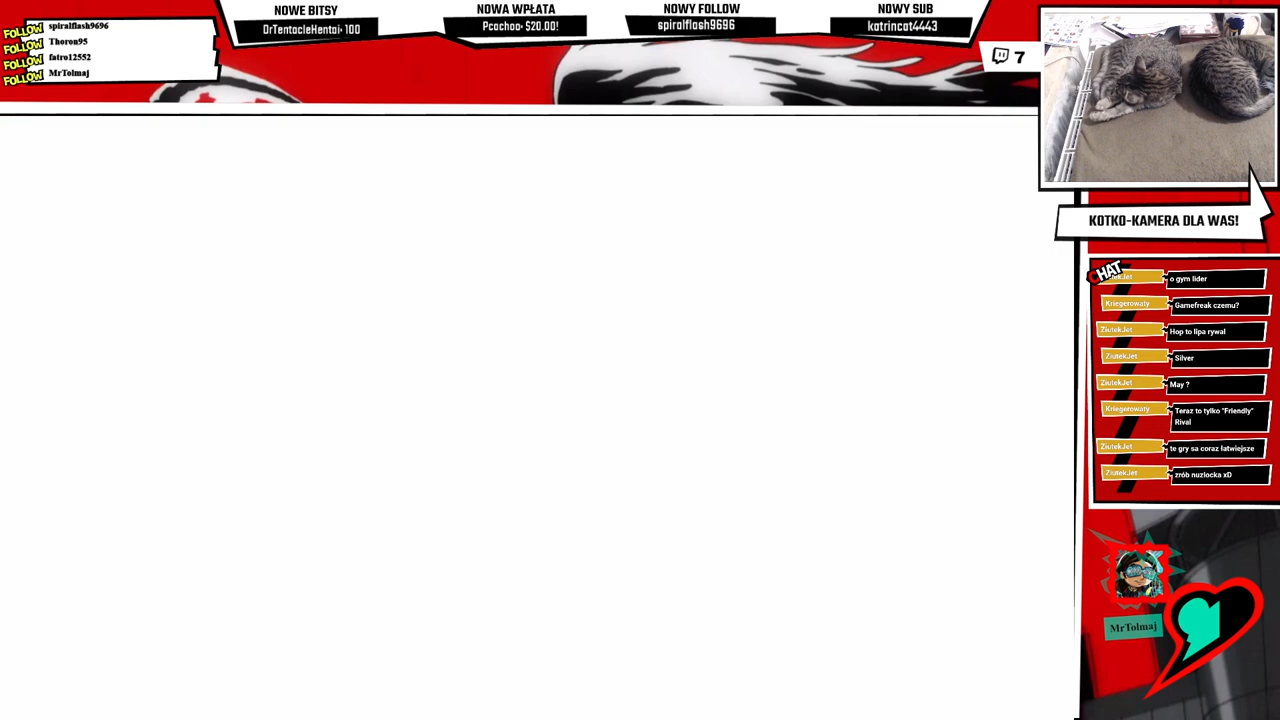 FOLLOW spiralflash9696
FOLLOW Thoron95
FOLLOW fatro12552
FOLLOW MrTolmaj
NOWE BITSY
DrTentacleHentai• 100
NOWA WPŁATA
Pcachoo• $20.00!
NOWY FOLLOW
spiralflash9696
NOWY SUB
katrincat4443
7
KOTKO-KAMERA DLA WAS!
CHAT
o gym lider
Kriegerowaty Gamefreak czemu?
ZiutekJet Hop to lipa rywal
ZiutekJet Silver
ZiutekJet May ?
Kriegerowaty Teraz to tylko "Friendly"
Rival
ZiutekJet te gry sa coraz łatwiejsze
ZiutekJet zrób nuzlocka xD
MrTolmaj